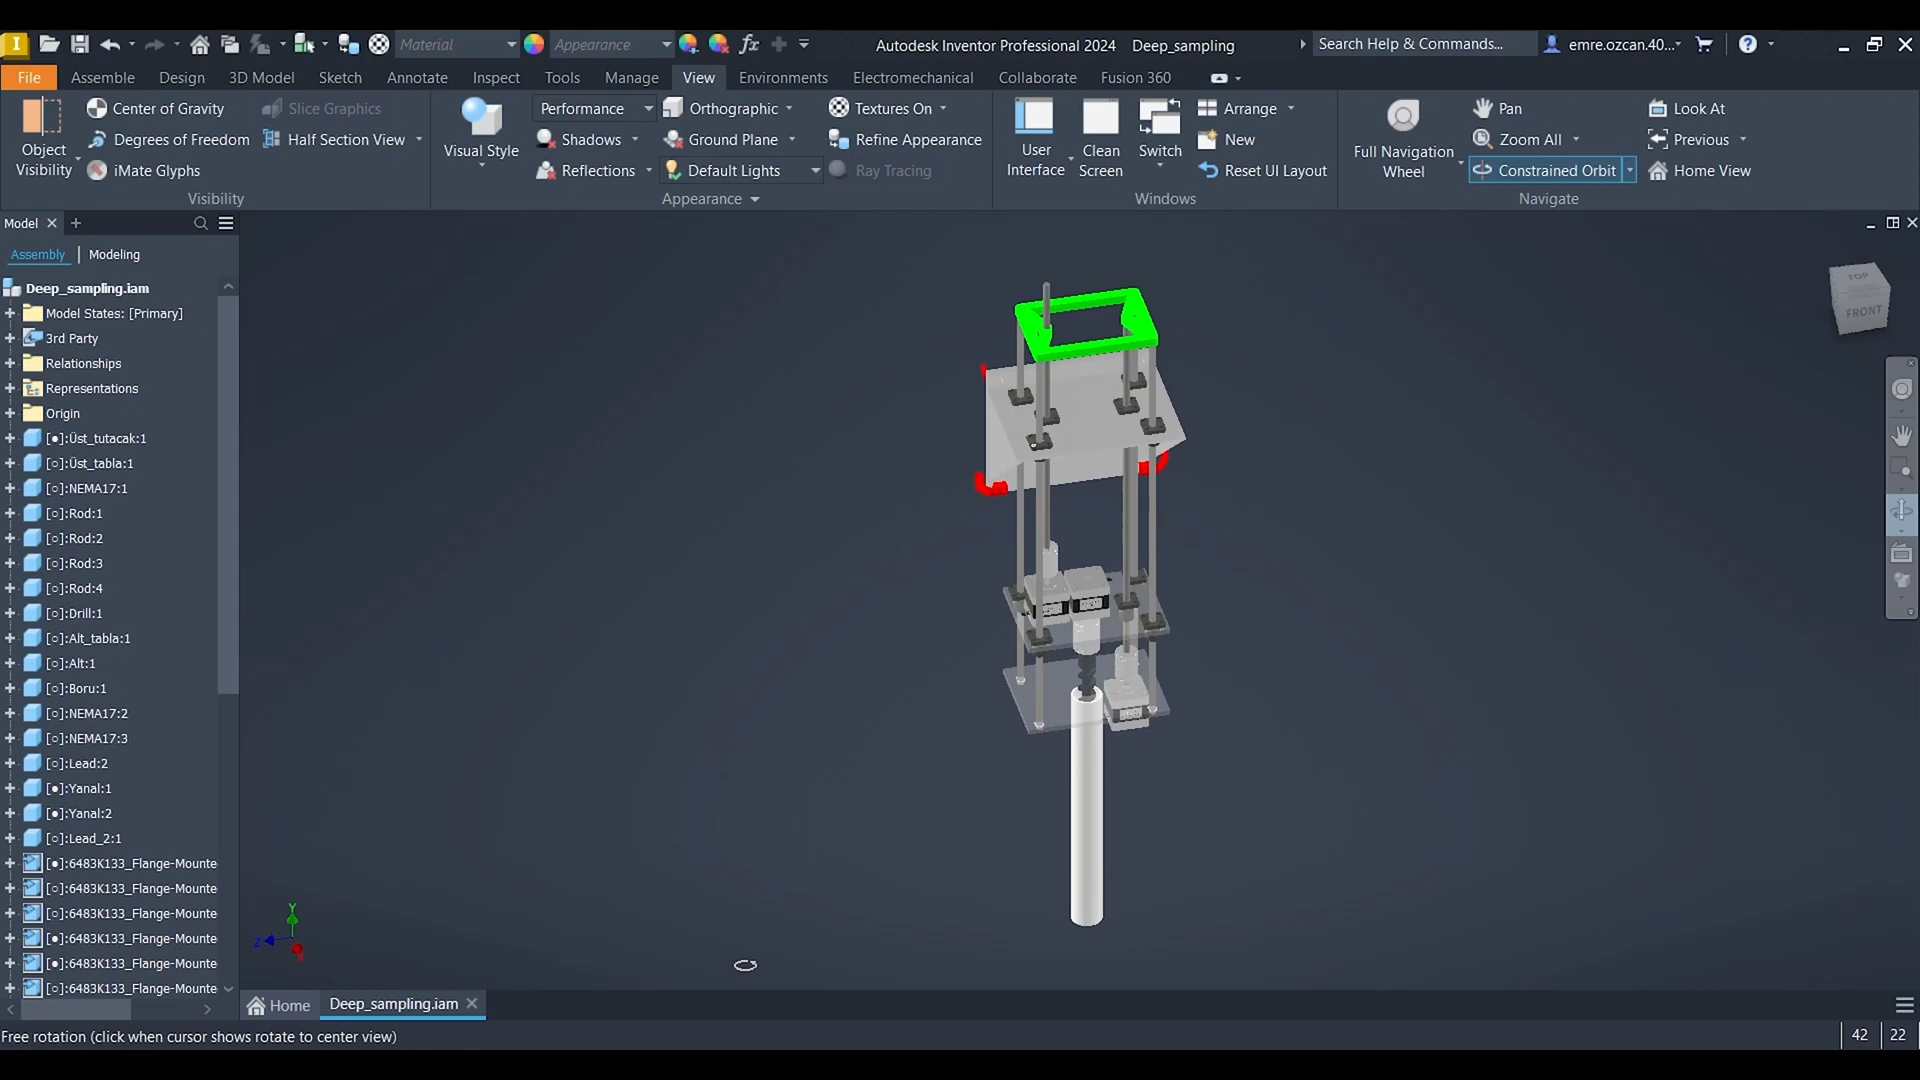 I Material Appearance fx Autodesk Inventor Professional 2024 Deep_sampling Search Help & Commands... emre.ozcan.40... ?
File Assemble Design 3D Model Sketch Annotate Inspect Tools Manage View Environments Electromechanical Collaborate Fusion 360
Object Visibility
Center of Gravity Slice Graphics
Degrees of Freedom Half Section View
iMate Glyphs
Visibility
Visual Style
Performance Orthographic Textures On
Shadows Ground Plane Refine Appearance
Reflections Default Lights Ray Tracing
Appearance
User Interface
Clean Screen
Switch
Arrange
New
Reset UI Layout
Windows
Full Navigation Wheel
Pan Look At
Zoom All Previous
Constrained Orbit Home View
Navigate
Model
Assembly Modeling
Deep_sampling.iam
Model States: [Primary]
3rd Party
Relationships
Representations
Origin
[●]:Üst_tutacak:1
[○]:Üst_tabla:1
[○]:NEMA17:1
[○]:Rod:1
[○]:Rod:2
[○]:Rod:3
[○]:Rod:4
[○]:Drill:1
[○]:Alt_tabla:1
[○]:Alt:1
[○]:Boru:1
[○]:NEMA17:2
[○]:NEMA17:3
[○]:Lead:2
[●]:Yanal:1
[●]:Yanal:2
[○]:Lead_2:1
[●]:6483K133_Flange-Mounte
[○]:6483K133_Flange-Mounte
[○]:6483K133_Flange-Mounte
[●]:6483K133_Flange-Mounte
[●]:6483K133_Flange-Mounte
[○]:6483K133_Flange-Mounte
TOP
FRONT
Y
Z
Home Deep_sampling.iam
Free rotation (click when cursor shows rotate to center view) 42 22